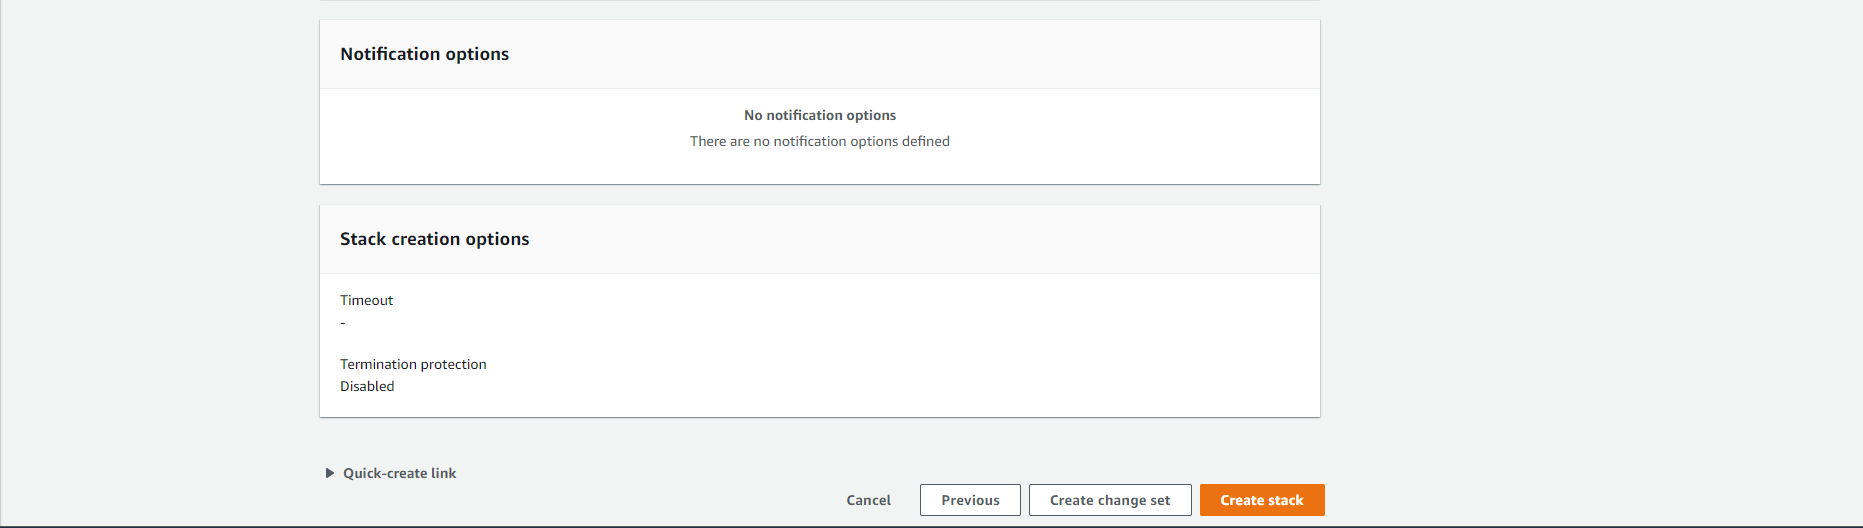 Notification options
No notification options
There are no notification options defined
Stack creation options
Timeout
-
Termination protection
Disabled
Quick-create link
Cancel
Previous
Create change set
Create stack